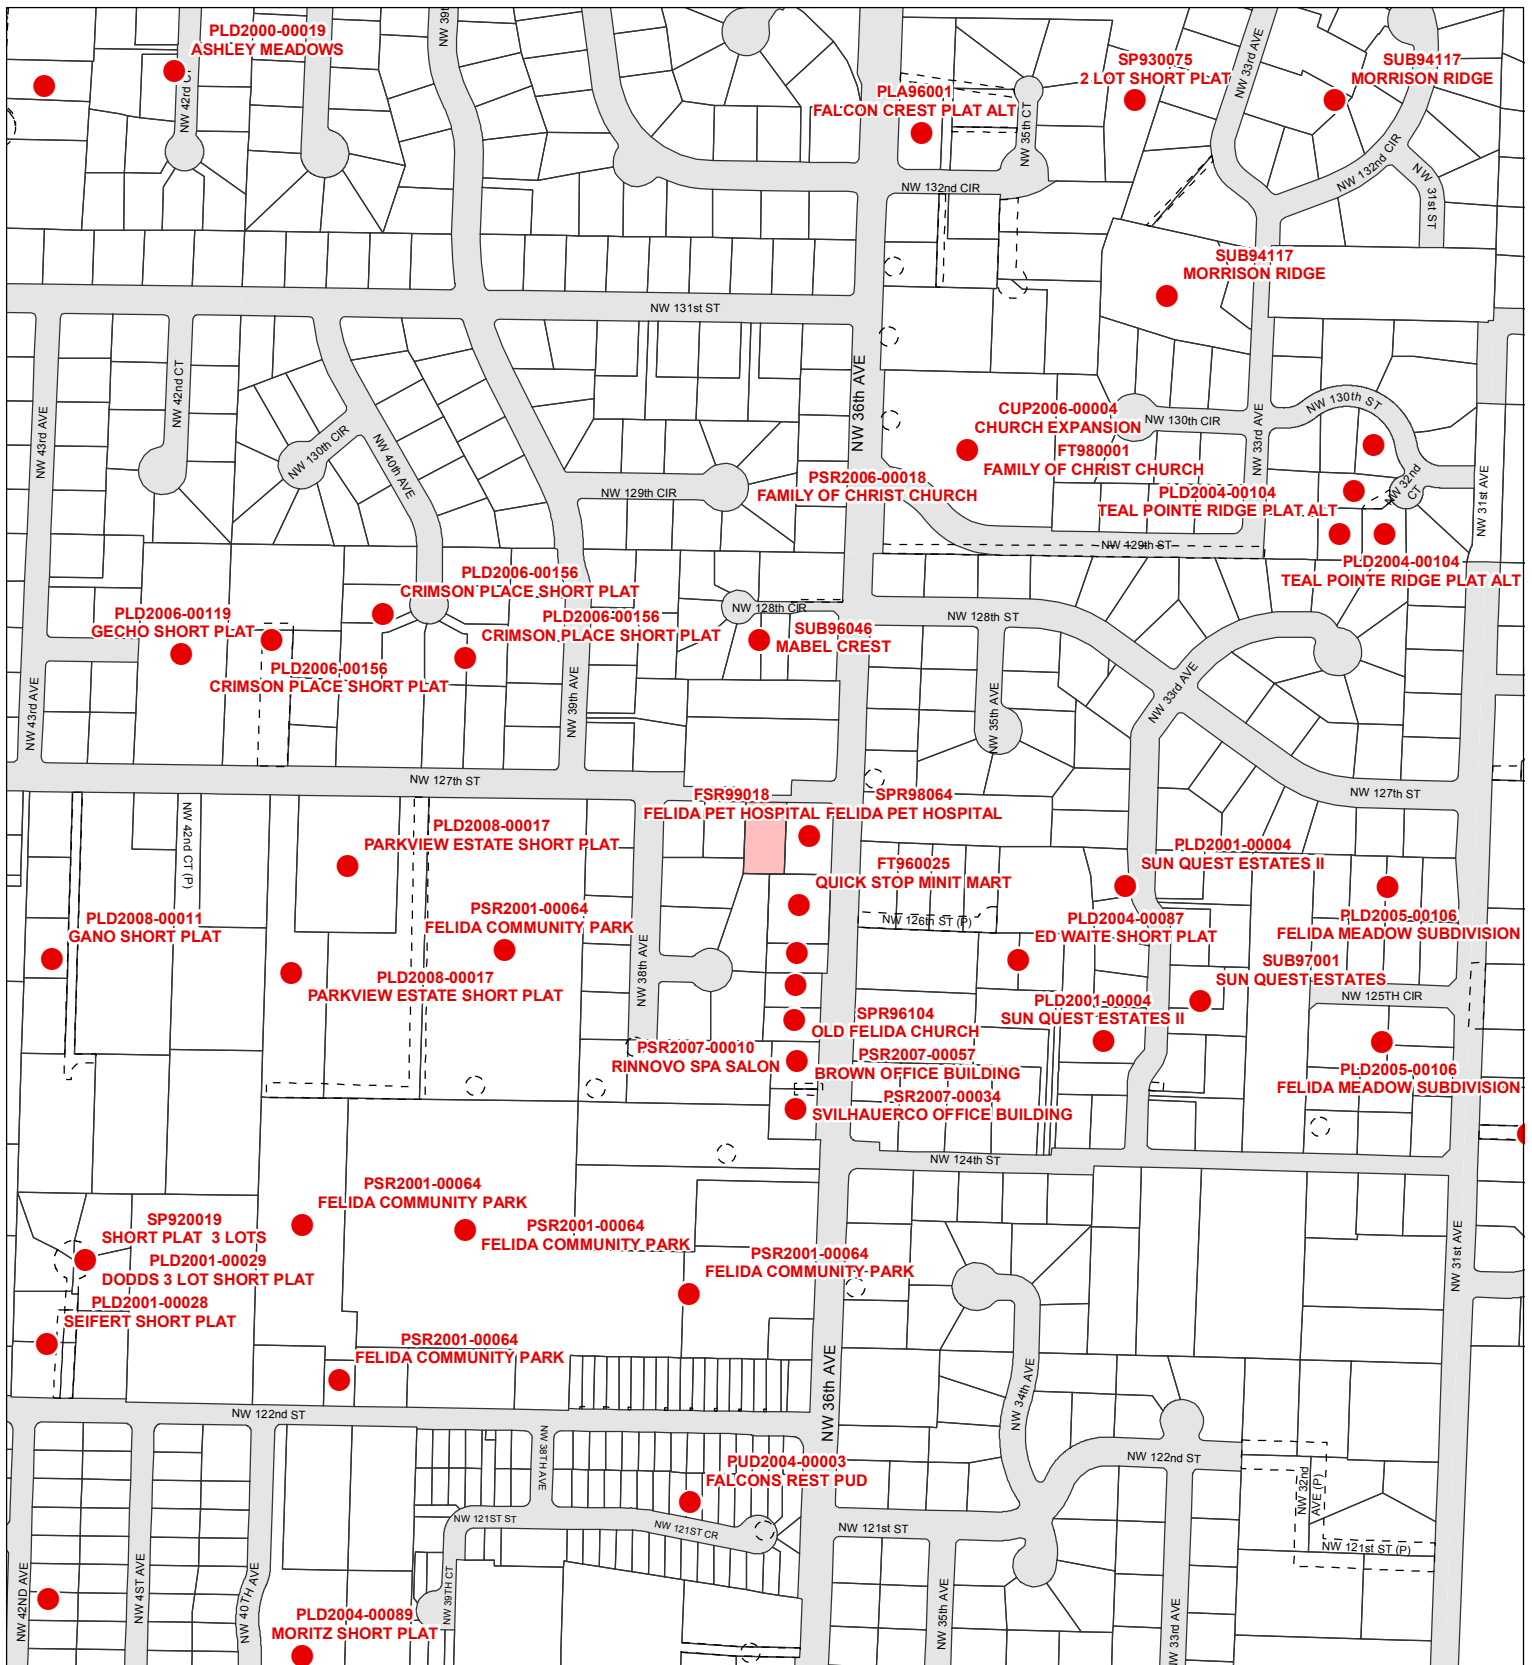 PLD2000-00019
ASHLEY MEADOWS
NW 39t
NW 42rd C
PLA96001
FALCON CREST PLAT ALT
NW 35th CT
SP930075
2 LOT SHORT PLAT
NW 33rd AVE
SUB94117
MORRISON RIDGE
NW 132nd CIR
NW 132nd CIR
NW 31st ST
SUB94117
MORRISON RIDGE
NW 131st ST
NW 36th AVE
NW 42nd CT
NW 43rd AVE
NW 130th CIR
NW 40th AVE
NW 129th CIR
CUP2006-00004
CHURCH EXPANSION
FT980001
FAMILY OF CHRIST CHURCH
PSR2006-00018
FAMILY OF CHRIST CHURCH
NW 130th CIR
NW 33rd AVE
NW 130th ST
NW 32nd
CT
NW 31st AVE
PLD2004-00104
TEAL POINTE RIDGE PLAT ALT
NW 129th ST
PLD2004-00104
TEAL POINTE RIDGE PLAT ALT
PLD2006-00156
CRIMSON PLACE SHORT PLAT
PLD2006-00119
GECHO SHORT PLAT
PLD2006-00156
CRIMSON PLACE SHORT PLAT
PLD2006-00156
CRIMSON PLACE SHORT PLAT
NW 128th CIR
SUB96046
MABEL CREST
NW 128th ST
NW 43rd AVE
NW 39th AVE
NW 35th AVE
NW 33rd AVE
NW 127th ST
NW 127th ST
FSR99018
FELIDA PET HOSPITAL
SPR98064
FELIDA PET HOSPITAL
NW 42nd CT (P)
PLD2008-00017
PARKVIEW ESTATE SHORT PLAT
FT960025
QUICK STOP MINIT MART
PLD2001-00004
SUN QUEST ESTATES II
PLD2008-00011
GANO SHORT PLAT
PSR2001-00064
FELIDA COMMUNITY PARK
NW 126th ST (P)
PLD2004-00087
ED WAITE SHORT PLAT
PLD2005-00106
FELIDA MEADOW SUBDIVISION
SUB97001
SUN QUEST ESTATES
NW 38th AVE
PLD2008-00017
PARKVIEW ESTATE SHORT PLAT
NW 125TH CIR
PLD2001-00004
SUN QUEST ESTATES II
SPR96104
OLD FELIDA CHURCH
PSR2007-00010
RINNOVO SPA SALON
PSR2007-00057
BROWN OFFICE BUILDING
PLD2005-00106
FELIDA MEADOW SUBDIVISION
PSR2007-00034
SVILHAUERCO OFFICE BUILDING
NW 124th ST
PSR2001-00064
FELIDA COMMUNITY PARK
SP920019
SHORT PLAT 3 LOTS
PSR2001-00064
FELIDA COMMUNITY PARK
PLD2001-00029
DODDS 3 LOT SHORT PLAT
PSR2001-00064
FELIDA COMMUNITY PARK
NW 31st AVE
PLD2001-00028
SEIFERT SHORT PLAT
PSR2001-00064
FELIDA COMMUNITY PARK
NW 36th AVE
NW 34th AVE
NW 122nd ST
NW 38TH AVE
PUD2004-00003
FALCONS REST PUD
NW 122nd ST
NW 32nd
AVE (P)
NW 121ST ST
NW 121ST CR
NW 121st ST
NW 121st ST (P)
NW 42ND AVE
NW 41ST AVE
NW 40TH AVE
NW 39TH CT
NW 35th AVE
NW 33rd AVE
PLD2004-00089
MORITZ SHORT PLAT